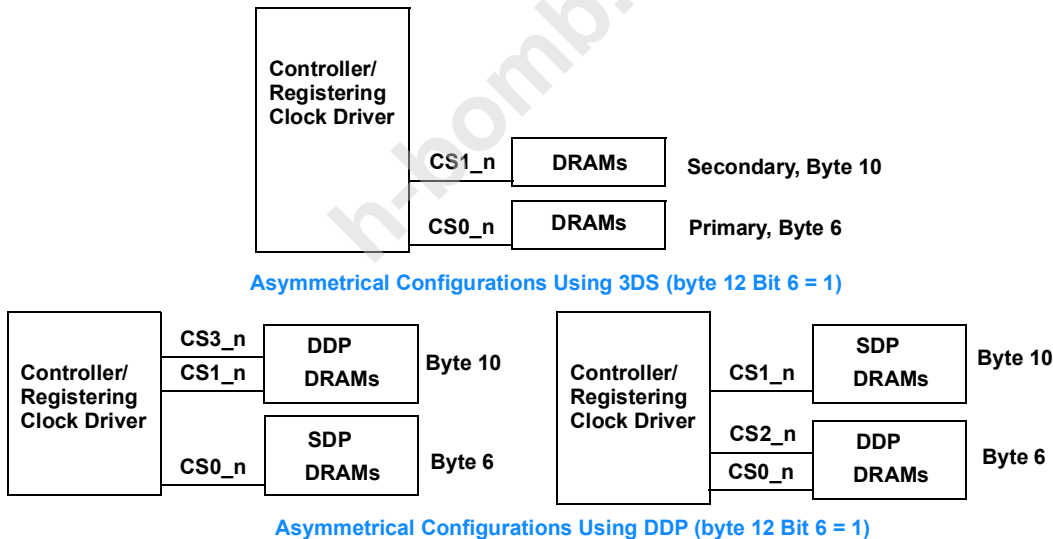 h-bomb.
Controller/
Registering
Clock Driver
CS1_n
DRAMs
Secondary, Byte 10
CS0_n
DRAMs
Primary, Byte 6
Asymmetrical Configurations Using 3DS (byte 12 Bit 6 = 1)
Controller/
Registering
Clock Driver
CS3_n
CS1_n
DDP
DRAMs
Byte 10
CS0_n
SDP
DRAMs
Byte 6
Controller/
Registering
Clock Driver
CS1_n
SDP
DRAMs
Byte 10
CS2_n
CS0_n
DDP
DRAMs
Byte 6
Asymmetrical Configurations Using DDP (byte 12 Bit 6 = 1)